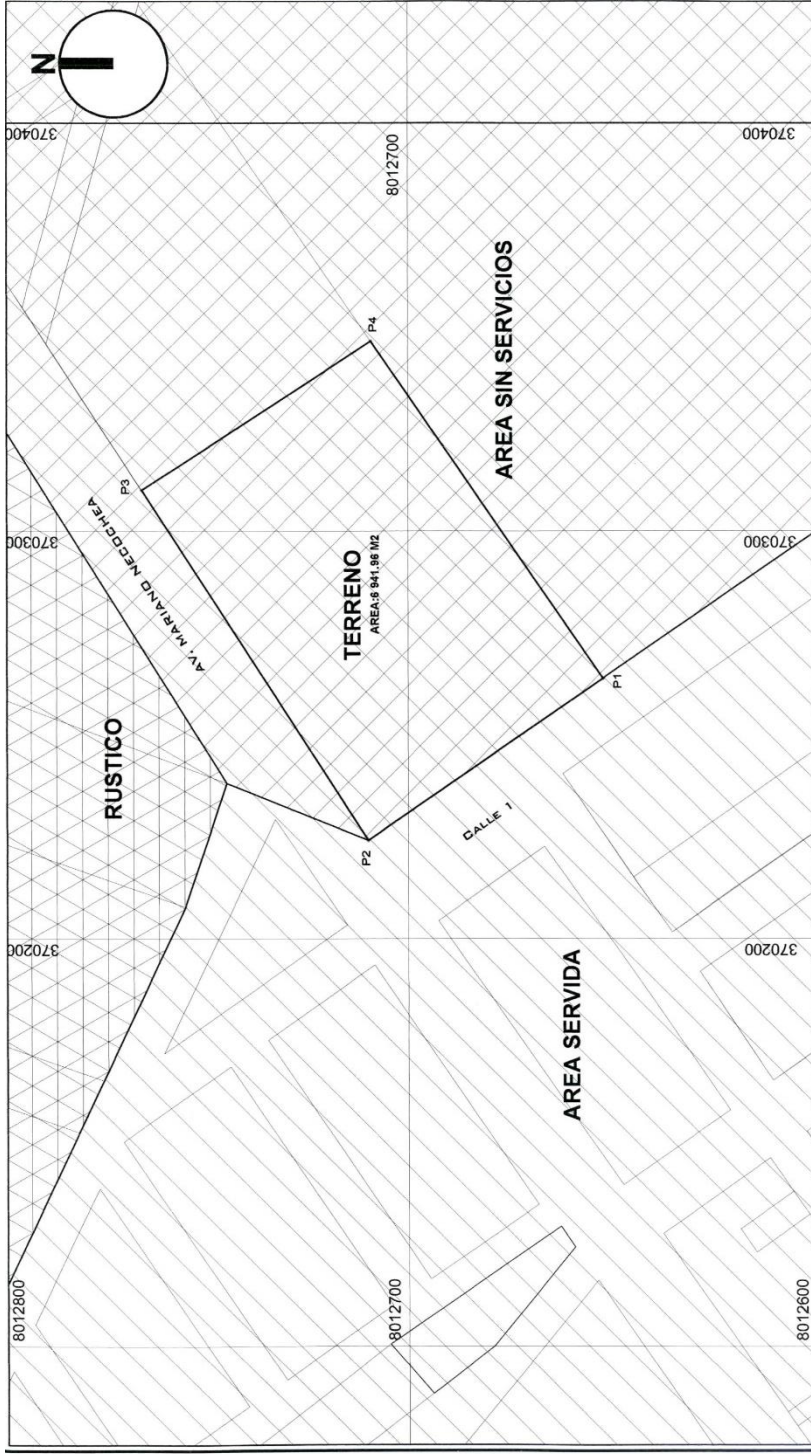 N
370400
370400
8012700
P4
P3
AREA SIN SERVICIOS
370300
370300
AV. MARIANO NECOCHEA
TERRENO
AREA:6 941.96 M2
P1
RUSTICO
P2
CALLE 1
370200
370200
AREA SERVIDA
8012800
8012700
8012600